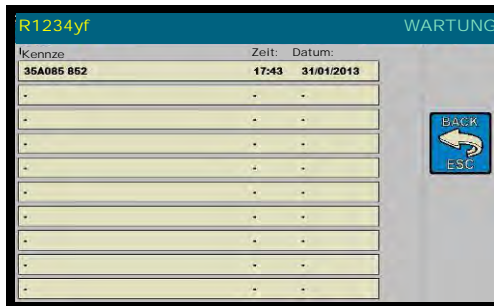 R1234yf WARTUNG
Kennze Zeit: Datum:
35A085 852 17:43 31/01/2013
- - -
- - -
- - -
- - -
- - -
- - -
- - -
- - -
- - -
BACK
ESC